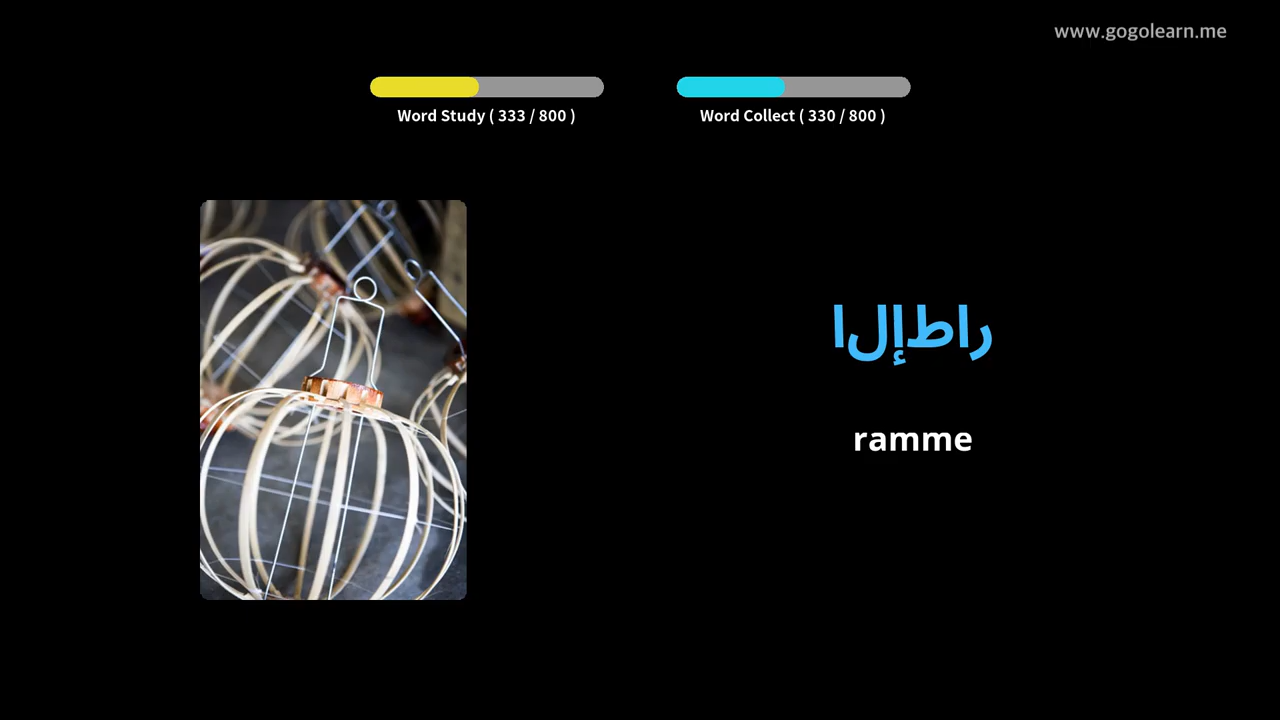 www.gogolearn.me
Word Study ( 333 / 800 )
Word Collect ( 330 / 800 )
راطإلا
ramme